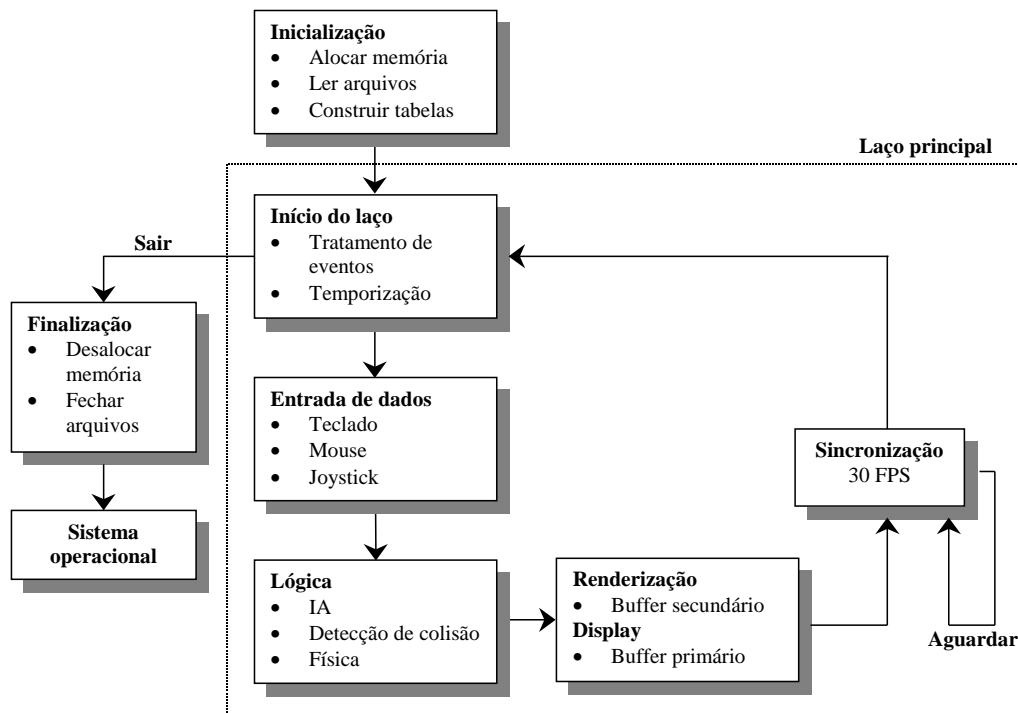 Inicialização
• Alocar memória
• Ler arquivos
• Construir tabelas
Laço principal
Início do laço
• Tratamento de
eventos
• Temporização
Sair
Finalização
• Desalocar
memória
• Fechar
arquivos
Sistema
operacional
Entrada de dados
• Teclado
• Mouse
• Joystick
Lógica
• IA
• Detecção de colisão
• Física
Renderização
• Buffer secundário
Display
• Buffer primário
Sincronização
30 FPS
Aguardar